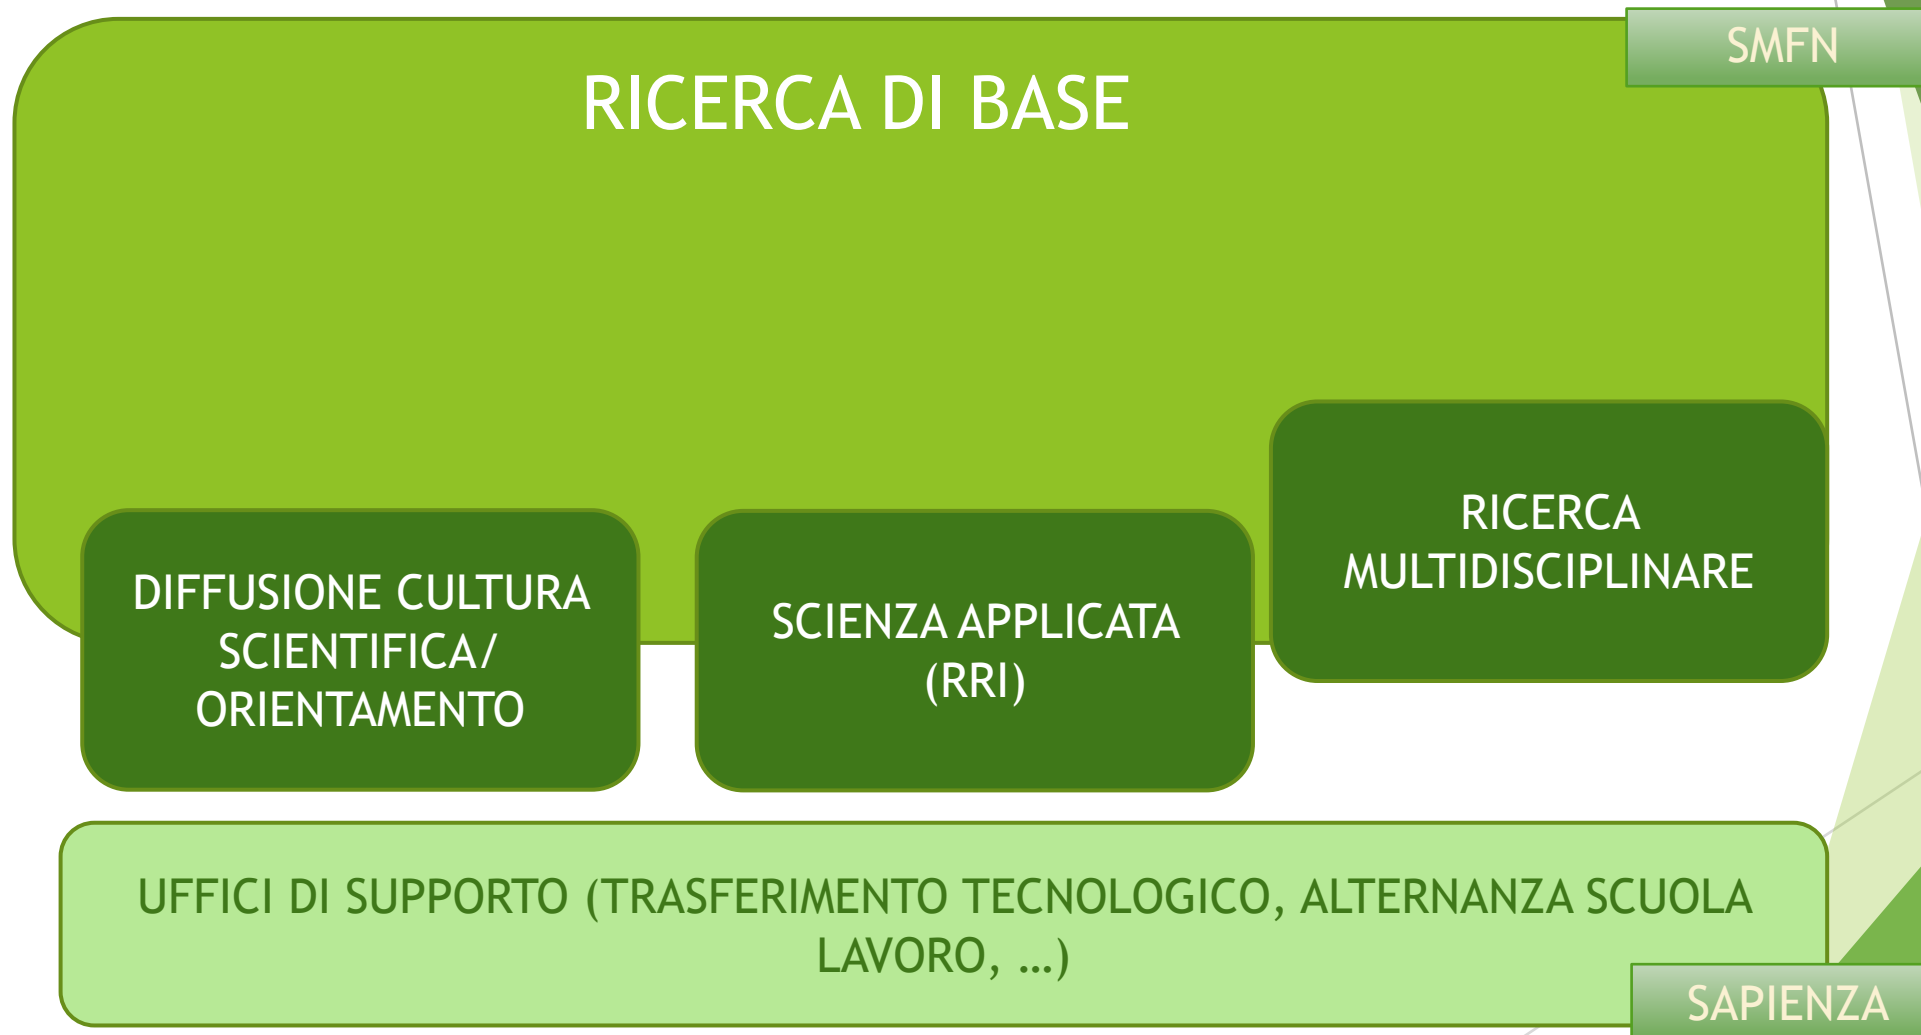 SMFN
RICERCA DI BASE
DIFFUSIONE CULTURA
SCIENTIFICA/
ORIENTAMENTO
SCIENZA APPLICATA
(RRI)
RICERCA
MULTIDISCIPLINARE
UFFICI DI SUPPORTO (TRASFERIMENTO TECNOLOGICO, ALTERNANZA SCUOLA
LAVORO, …)
SAPIENZA